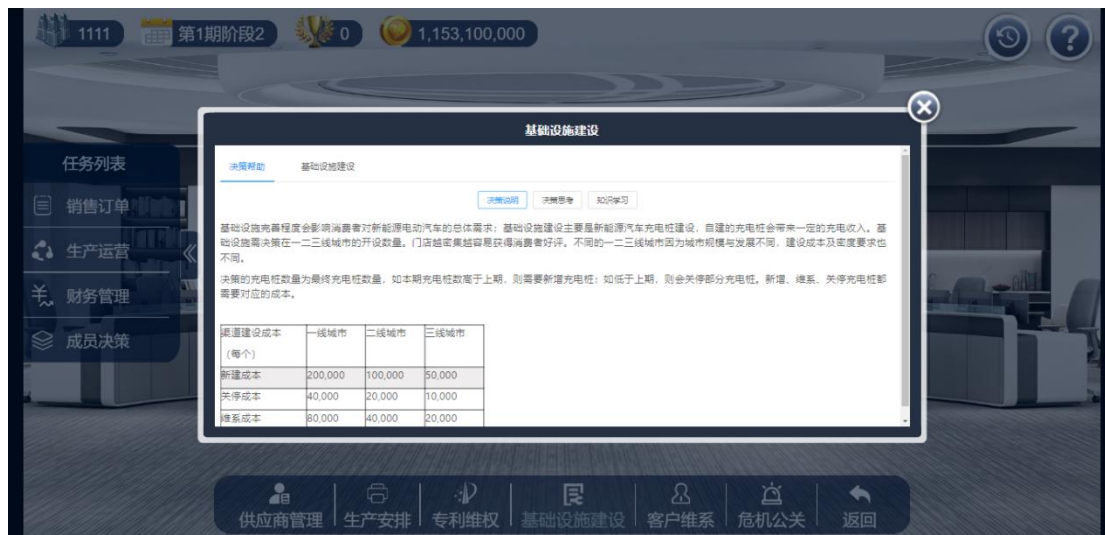 1111 第1期阶段2 0 1,153,100,000 ?
基础设施建设
任务列表
销售订单
生产运营
财务管理
成员决策
决策帮助 基础设施建设
决策说明 决策思考 知识学习
基础设施完善程度会影响消费者对新能源电动汽车的总体需求；基础设施建设主要是新能源汽车充电桩建设，自建的充电桩会带来一定的充电收入。基
础设施需决策在一二三线城市的开设数量。门店越密集越容易获得消费者好评。不同的一二三线城市因为城市规模与发展不同，建设成本及密度要求也
不同。
决策的充电桩数量为最终充电桩数量，如本期充电桩数高于上期，则需要新增充电桩；如低于上期，则会关停部分充电桩。新增、维系、关停充电桩都
需要对应的成本。
渠道建设成本 一线城市 二线城市 三线城市
（每个）
新建成本 200,000 100,000 50,000
关停成本 40,000 20,000 10,000
维系成本 80,000 40,000 20,000
供应商管理 生产安排 专利维权 基础设施建设 客户维系 危机公关 返回